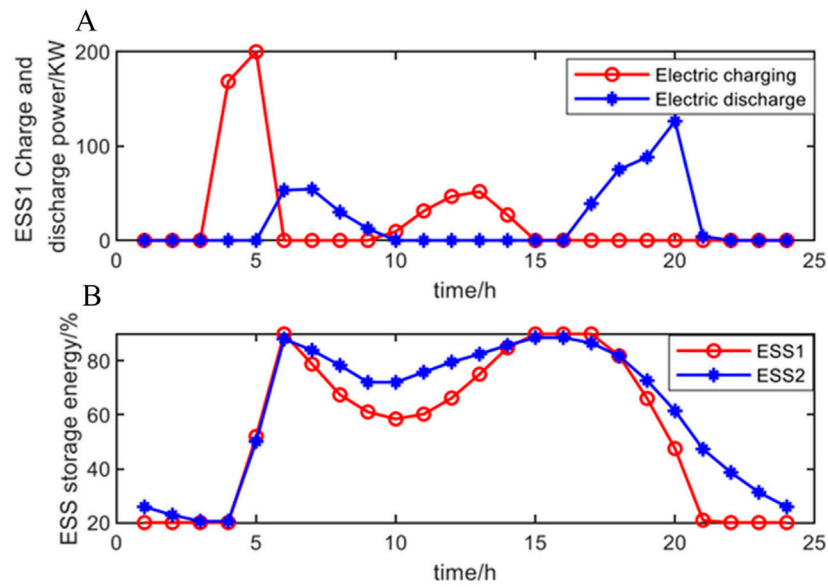 A
ESS1 Charge and
discharge power/KW
200
100
0
Electric charging
Electric discharge
0 5 10 15 20 25
time/h
B
ESS storage energy/%
80
60
40
20
ESS1
ESS2
0 5 10 15 20 25
time/h